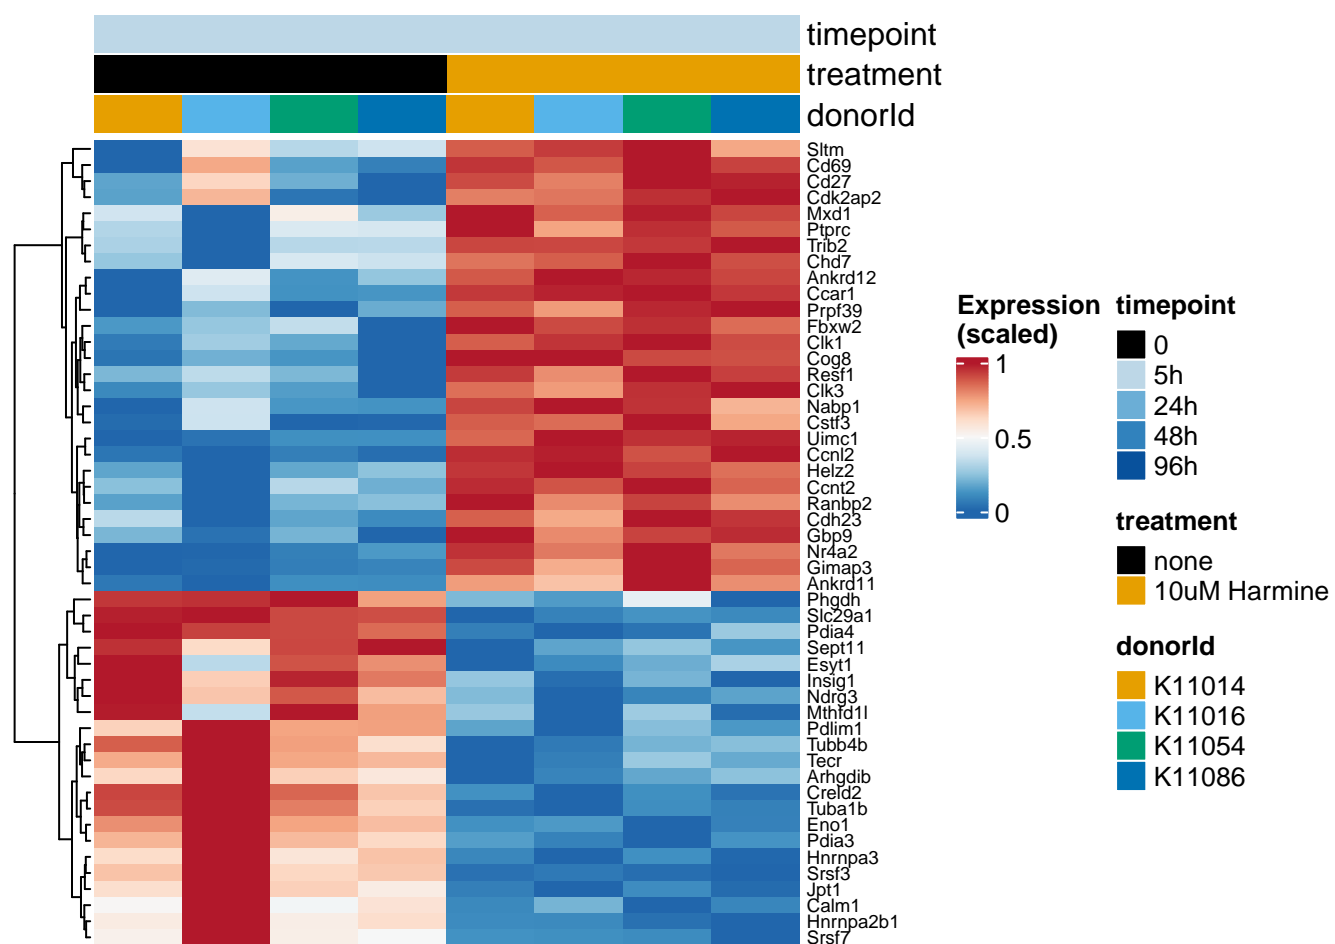 timepoint
treatment
donorId
Sltm
Cd69
Cd27
Cdk2ap2
Mxd1
Ptprc
Trib2
Chd7
Ankrd12
Ccar1
Prpf39
Fbxw2
Clk1
Cog8
Resf1
Clk3
Nabp1
Cstf3
Uimc1
Ccnl2
Helz2
Ccnt2
Ranbp2
Cdh23
Gbp9
Nr4a2
Gimap3
Ankrd11
Phgdh
Slc29a1
Pdia4
Sept11
Esyt1
Insig1
Ndrg3
Mthfd1l
Pdlim1
Tubb4b
Tecr
Arhgdib
Creld2
Tuba1b
Eno1
Pdia3
Hnrnpa3
Srsf3
Jpt1
Calm1
Hnrnpa2b1
Srsf7
Expression
(scaled)
1
0.5
0
timepoint
0
5h
24h
48h
96h
treatment
none
10uM Harmine
donorId
K11014
K11016
K11054
K11086